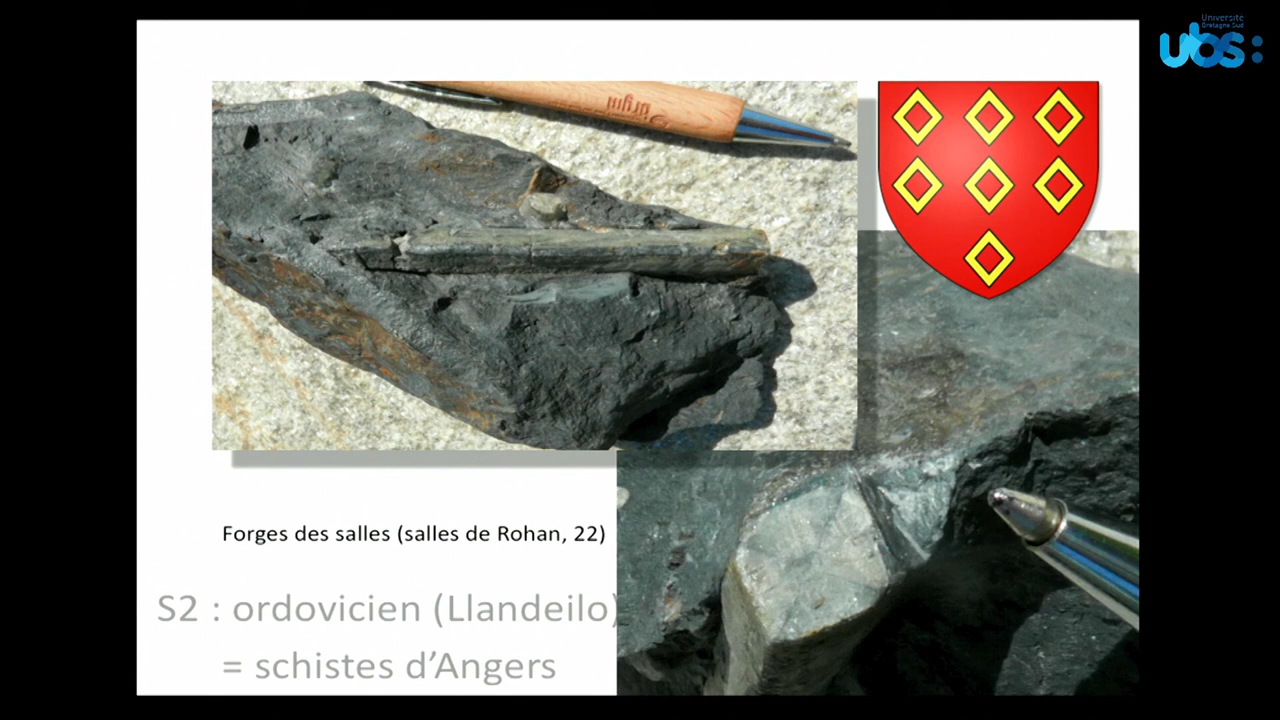 Université
Bretagne Sud
ubs:
Forges des salles (salles de Rohan, 22)
S2 : ordovicien (Llandeilo)
= schistes d’Angers